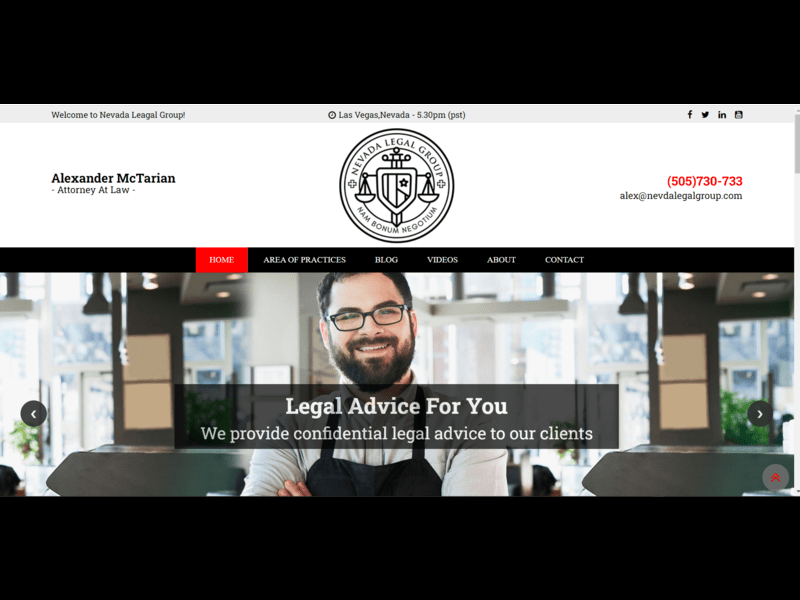 Welcome to Nevada Leagal Group!
Las Vegas,Nevada - 5.30pm (pst)
Alexander McTarian
- Attorney At Law -
NEVADA LEGAL GROUP
NAM BONUM NEGOTIUM
(505)730-733
alex@nevdalegalgroup.com
HOME AREA OF PRACTICES BLOG VIDEOS ABOUT CONTACT
Legal Advice For You
We provide confidential legal advice to our clients